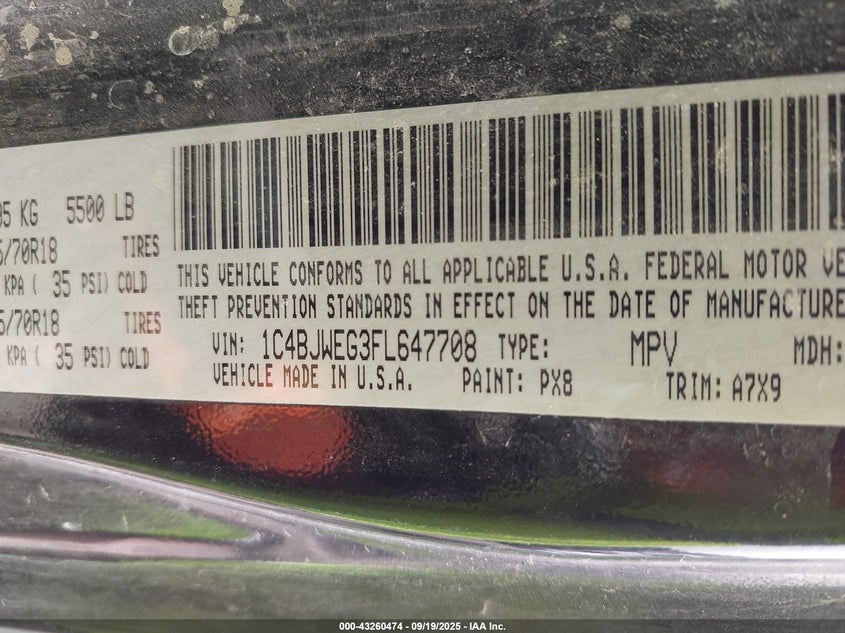 05 KG 5500 LB
5/70R18 TIRES
KPA ( 35 PSI) COLD
5/70R18 TIRES
KPA ( 35 PSI) COLD
THIS VEHICLE CONFORMS TO ALL APPLICABLE U.S.A. FEDERAL MOTOR VE
THEFT PREVENTION STANDARDS IN EFFECT ON THE DATE OF MANUFACTURE
VIN: 1C4BJWEG3FL647708 TYPE: MPV MDH:
VEHICLE MADE IN U.S.A. PAINT: PX8 TRIM: A7X9
000-43260474 - 09/19/2025 - IAA Inc.